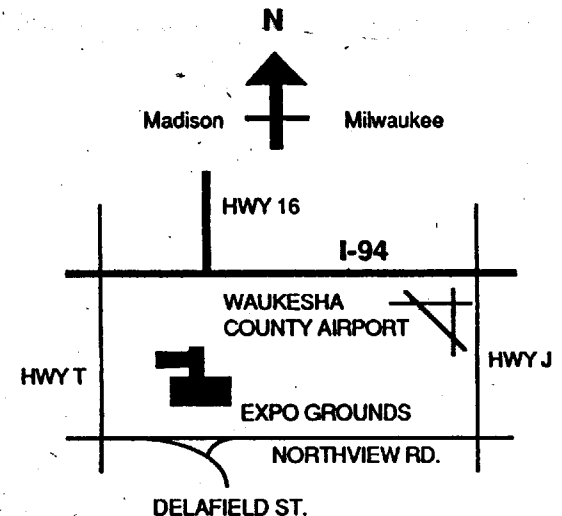 N
Madison
Milwaukee
HWY 16
I-94
WAUKESHA
COUNTY AIRPORT
HWY T
HWY J
EXPO GROUNDS
NORTHVIEW RD.
DELAFIELD ST.